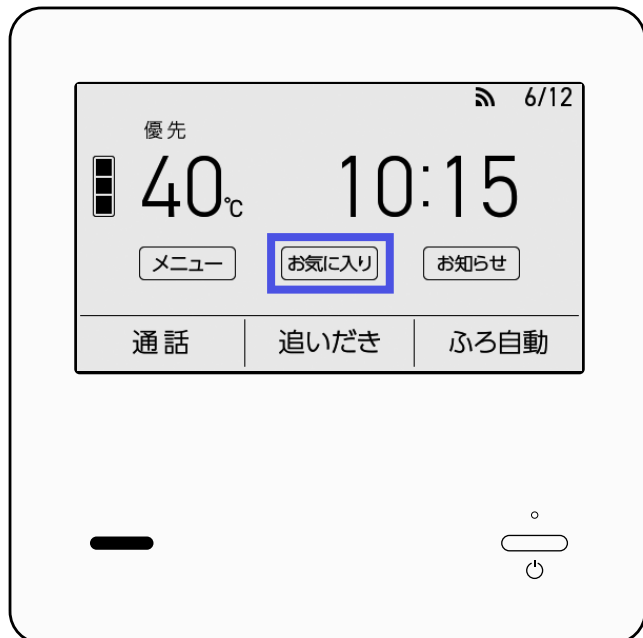 6/12
優先
40℃ 10:15
メニュー お気に入り お知らせ
通話 追いだき ふろ自動